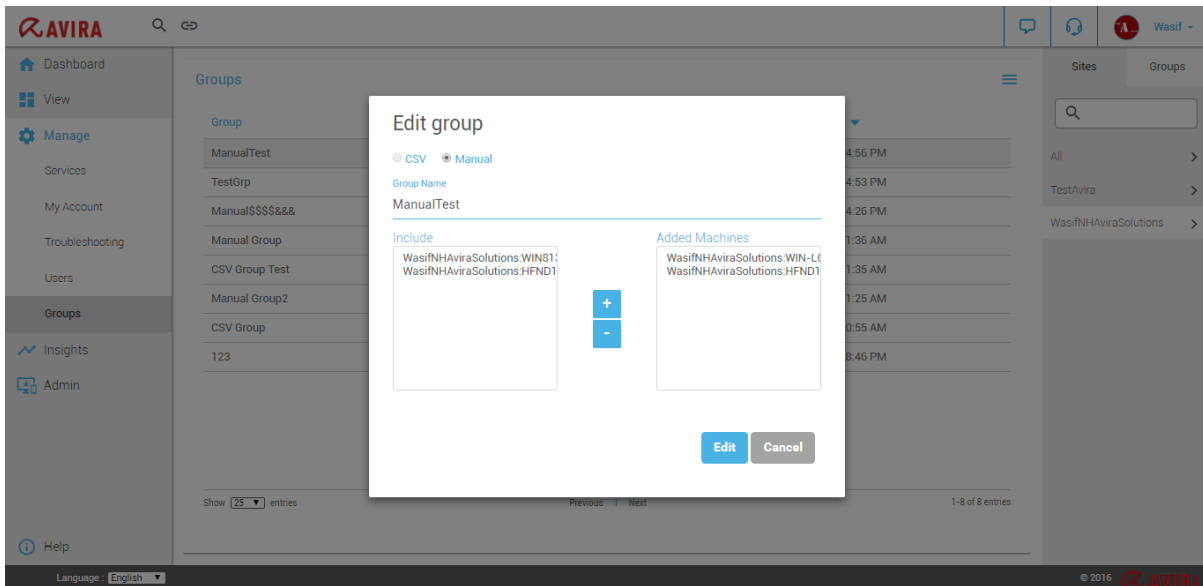 AVIRA
Wasif
Dashboard
View
Manage
Services
My Account
Troubleshooting
Users
Groups
Insights
Admin
Help
Groups
Group
ManualTest
4:56 PM
TestGrp
4:53 PM
Manual$$$$&&&
4:26 PM
Manual Group
1:36 AM
CSV Group Test
1:35 AM
Manual Group2
1:25 AM
CSV Group
0:55 AM
123
3:46 PM
Edit group
CSV Manual
Group Name
ManualTest
Include
WasifNHAviraSolutions:WIN813
WasifNHAviraSolutions:HFND1
+
-
Added Machines
WasifNHAviraSolutions:WIN-L
WasifNHAviraSolutions:HFND1
Edit Cancel
Show 25 entries
Previous 1 Next
1-8 of 8 entries
Sites Groups
All
TestAvira
WasifNHAviraSolutions
Language : English
© 2016 AVIRA